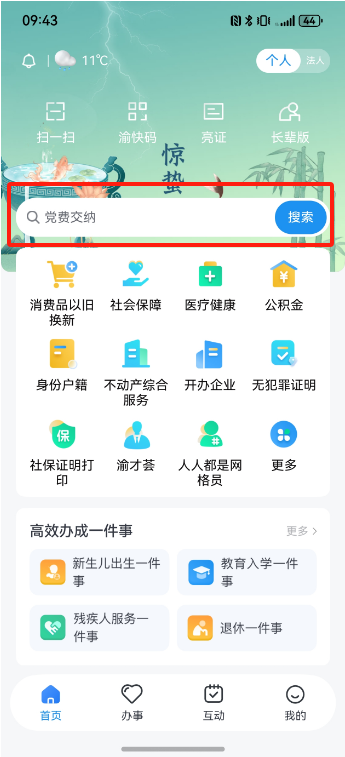 09:43
44
11℃
个人
法人
扫一扫
渝快码
亮证
长辈版
惊
蛰
党费交纳
搜索
消费品以旧
换新
社会保障
医疗健康
公积金
身份户籍
不动产综合
服务
开办企业
无犯罪证明
保
社保证明打
印
渝才荟
人人都是网
格员
更多
高效办成一件事
更多
新生儿出生一件
事
教育入学一件
事
残疾人服务一
件事
退休一件事
首页
办事
互动
我的